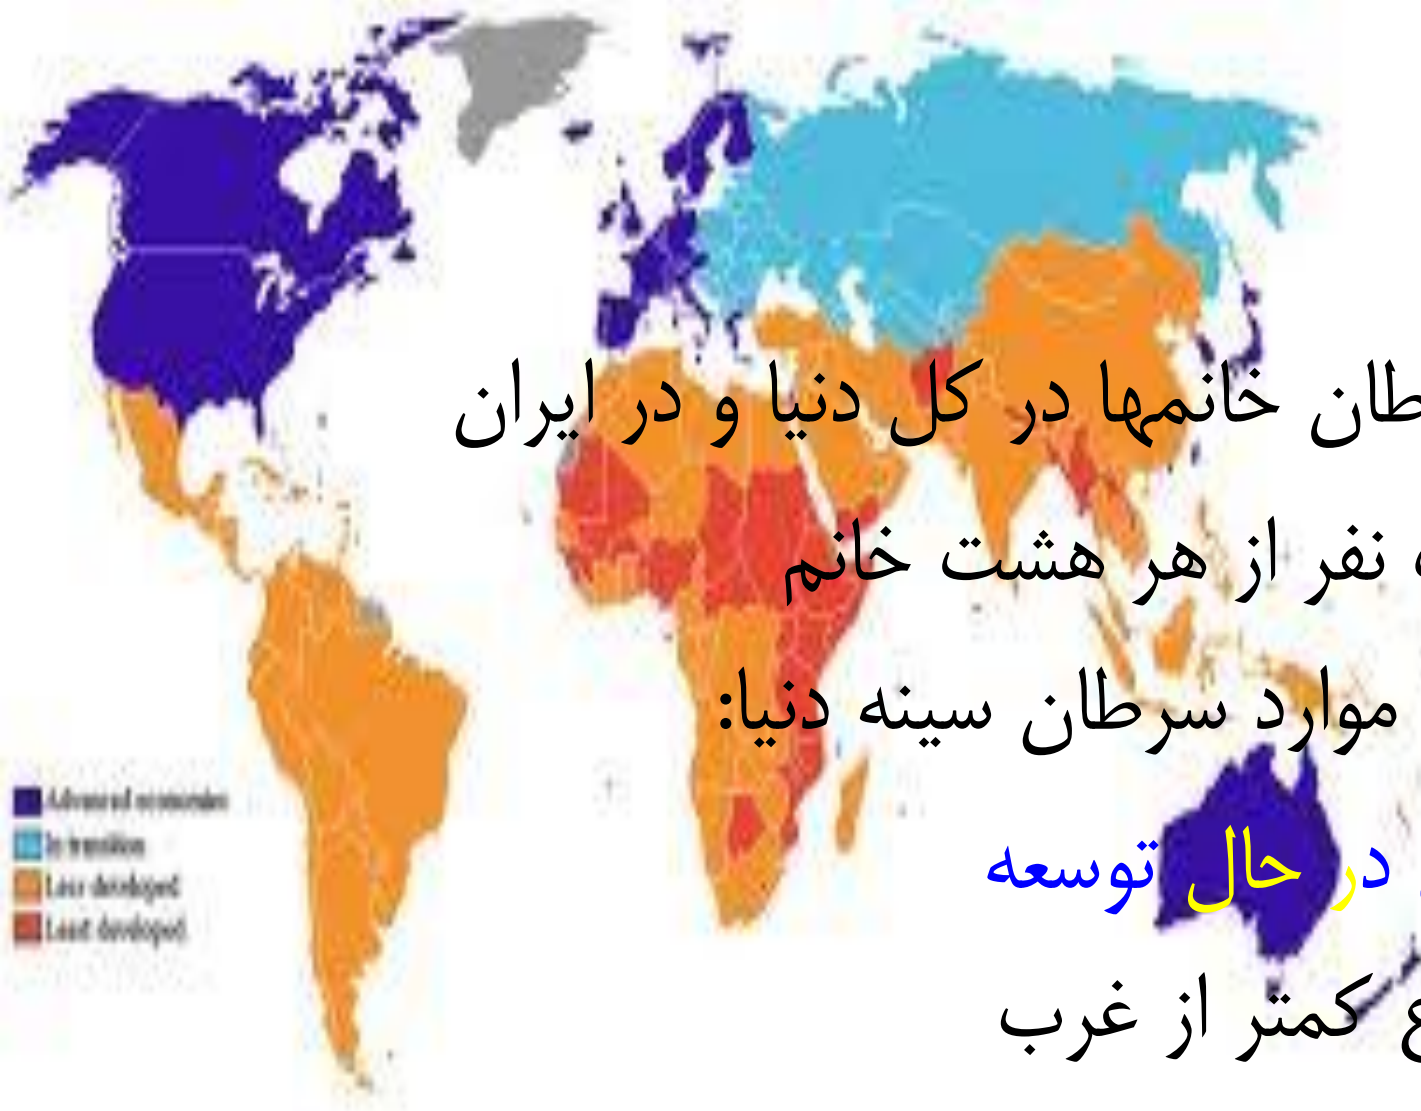 خانمها در کل دنیا و در ایران
نفر از هر هشت خانم
موارد سرطان سینه دنیا:
در حال توسعه
کمتر از غرب
Advanced economies
In transition
Less developed
Least developed